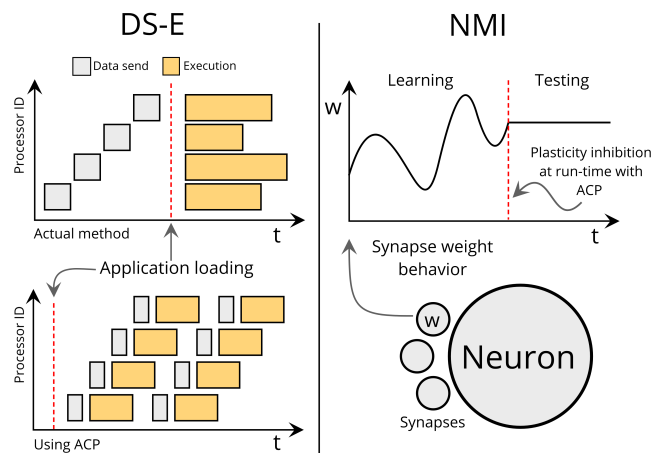 DS-E
Data send
Execution
Processor ID
Actual method
t
Application loading
Processor ID
Using ACP
t
NMI
Learning
Testing
w
Plasticity inhibition
at run-time with
ACP
t
Synapse weight
behavior
w
Neuron
Synapses